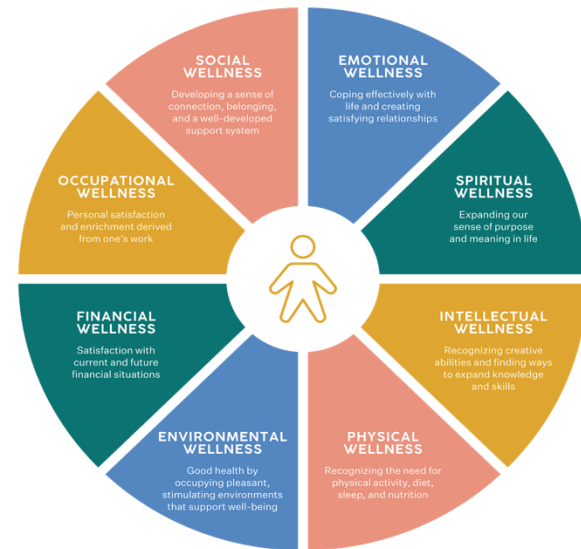 SOCIAL
WELLNESS
Developing a sense of
connection, belonging,
and a well-developed
support system
EMOTIONAL
WELLNESS
Coping effectively with
life and creating
satisfying relationships
SPIRITUAL
WELLNESS
Expanding our
sense of purpose
and meaning in life
INTELLECTUAL
WELLNESS
Recognizing creative
abilities and finding ways
to expand knowledge
and skills
PHYSICAL
WELLNESS
Recognizing the need for
physical activity, diet,
sleep, and nutrition
ENVIRONMENTAL
WELLNESS
Good health by
occupying pleasant,
stimulating environments
that support well-being
FINANCIAL
WELLNESS
Satisfaction with
current and future
financial situations
OCCUPATIONAL
WELLNESS
Personal satisfaction
and enrichment derived
from one's work